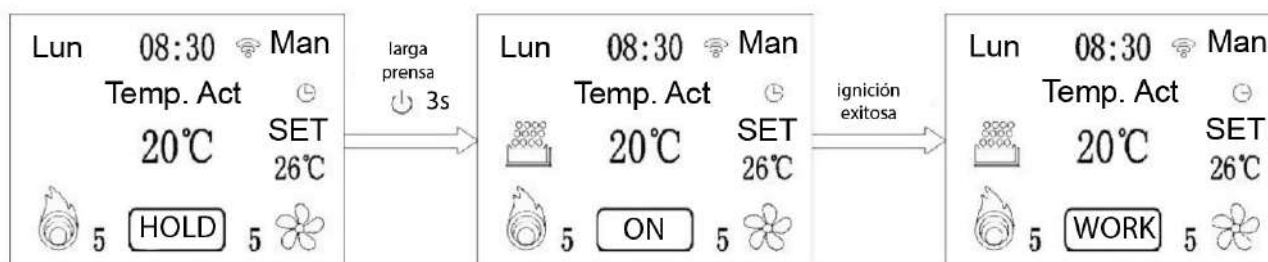 Lun 08:30 Man
Temp. Act
SET
20℃
26℃
5 HOLD 5
larga
prensa
3s
Lun 08:30 Man
Temp. Act
SET
20℃
26℃
5 ON 5
ignición
exitosa
Lun 08:30 Man
Temp. Act
SET
20℃
26℃
5 WORK 5